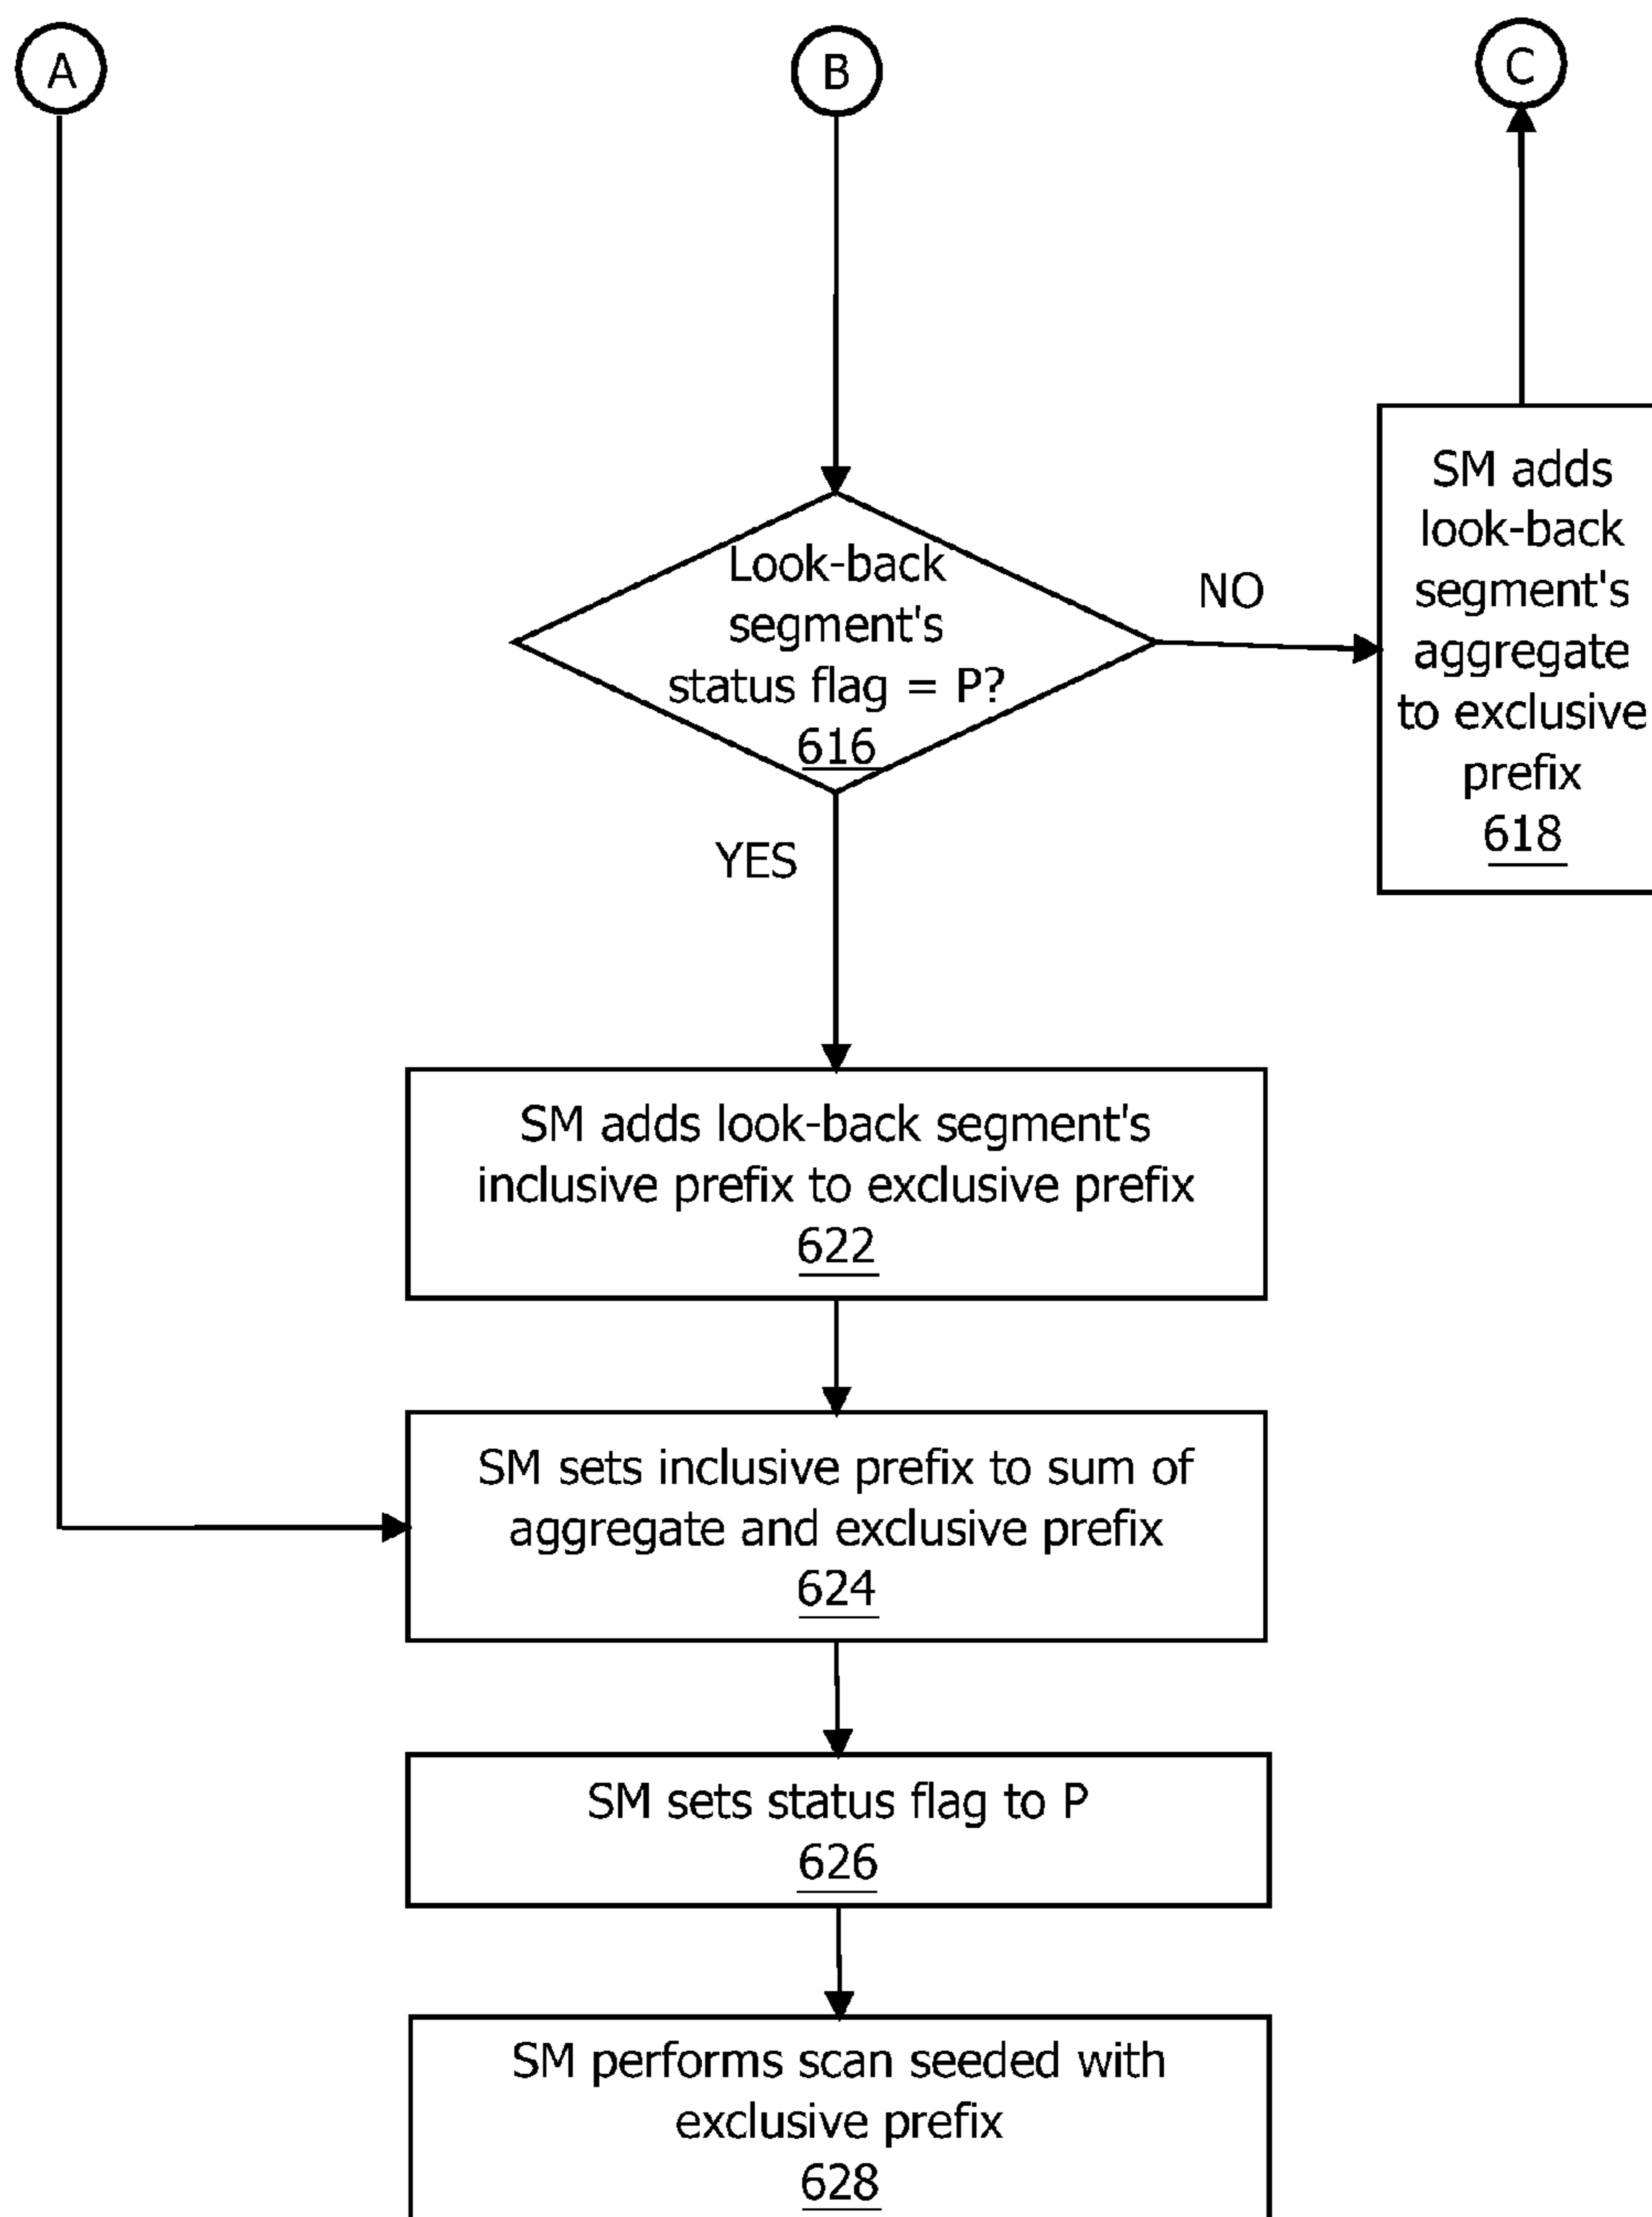 A
B
C
Look-back
segment's
status flag = P?
616
NO
YES
SM adds
look-back
segment's
aggregate
to exclusive
prefix
618
SM adds look-back segment's
inclusive prefix to exclusive prefix
622
SM sets inclusive prefix to sum of
aggregate and exclusive prefix
624
SM sets status flag to P
626
SM performs scan seeded with
exclusive prefix
628